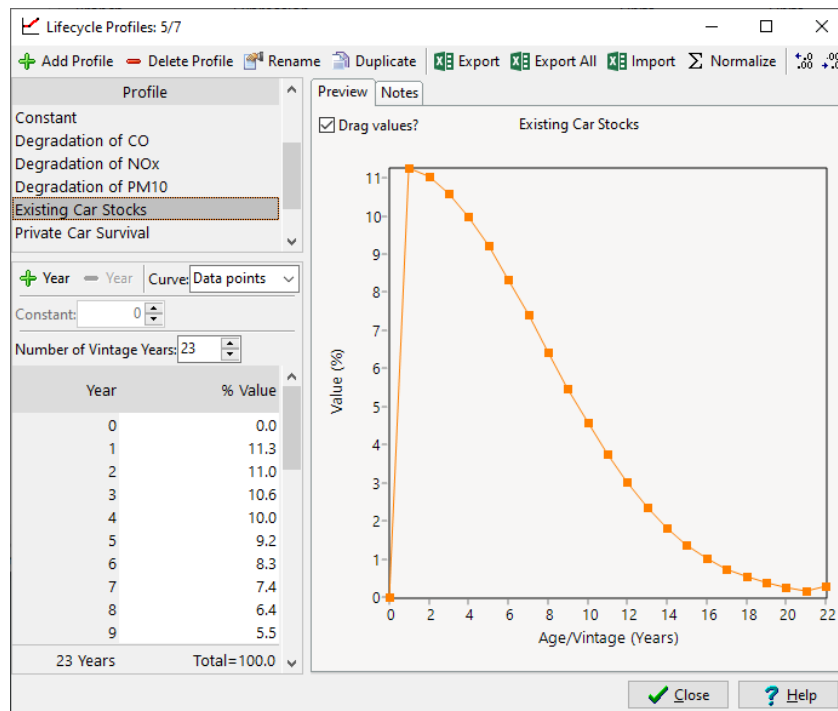 Lifecycle Profiles: 5/7
Add Profile Delete Profile Rename Duplicate Export Export All Import Normalize
Profile
Constant
Degradation of CO
Degradation of NOx
Degradation of PM10
Existing Car Stocks
Private Car Survival
Year Year Curve: Data points
Constant: 0
Number of Vintage Years: 23
Year % Value
0 0.0
1 11.3
2 11.0
3 10.6
4 10.0
5 9.2
6 8.3
7 7.4
8 6.4
9 5.5
23 Years Total=100.0
Preview Notes
Drag values? Existing Car Stocks
Value (%)
11
10
9
8
7
6
5
4
3
2
1
0
0 2 4 6 8 10 12 14 16 18 20 22
Age/Vintage (Years)
Close Help